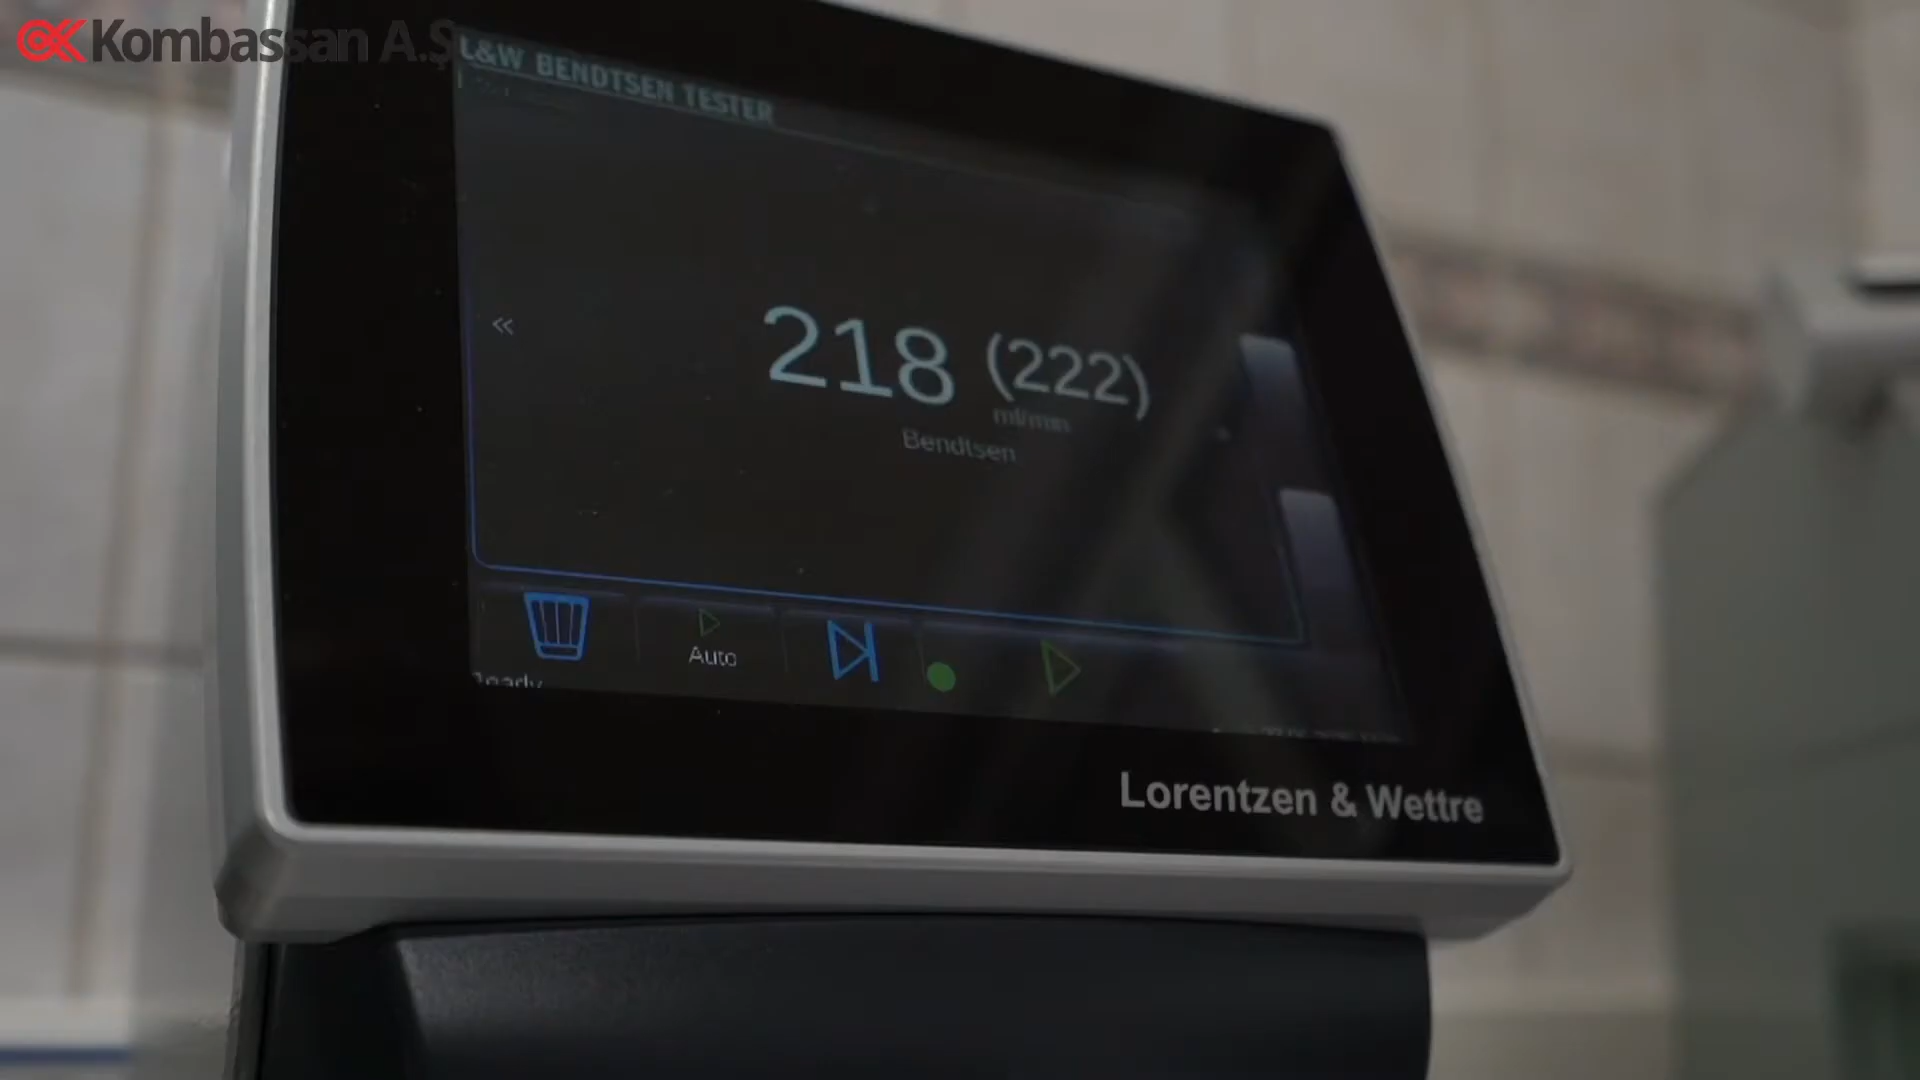 Kombassan A.Ş
L&W BENDTSEN TESTER
«
218 (222)
ml/min
Bendtsen
Auto
Ready
Lorentzen & Wettre